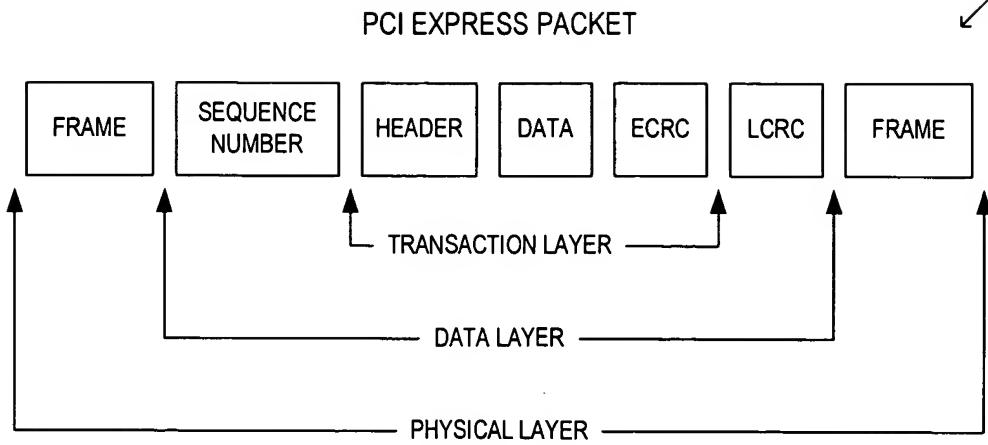 PCI EXPRESS PACKET
FRAME
SEQUENCE
NUMBER
HEADER
DATA
ECRC
LCRC
FRAME
TRANSACTION LAYER
DATA LAYER
PHYSICAL LAYER